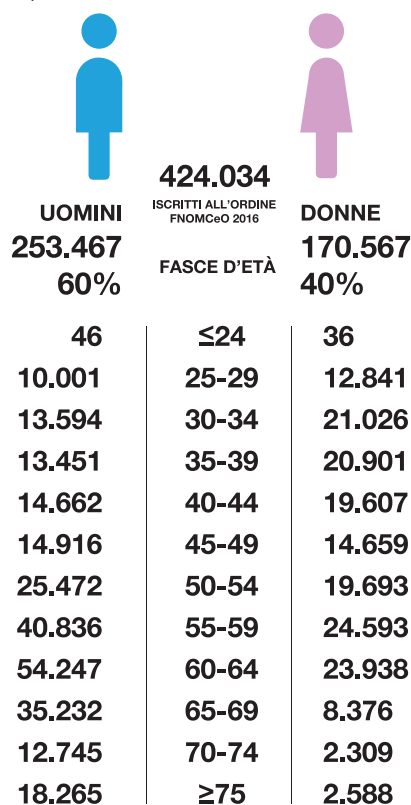 424.034
ISCRITTI ALL'ORDINE
FNOMCeO 2016
UOMINI
253.467
60%
DONNE
170.567
40%
FASCE D'ETÀ
46 ≤24 36
10.001 25-29 12.841
13.594 30-34 21.026
13.451 35-39 20.901
14.662 40-44 19.607
14.916 45-49 14.659
25.472 50-54 19.693
40.836 55-59 24.593
54.247 60-64 23.938
35.232 65-69 8.376
12.745 70-74 2.309
18.265 ≥75 2.588